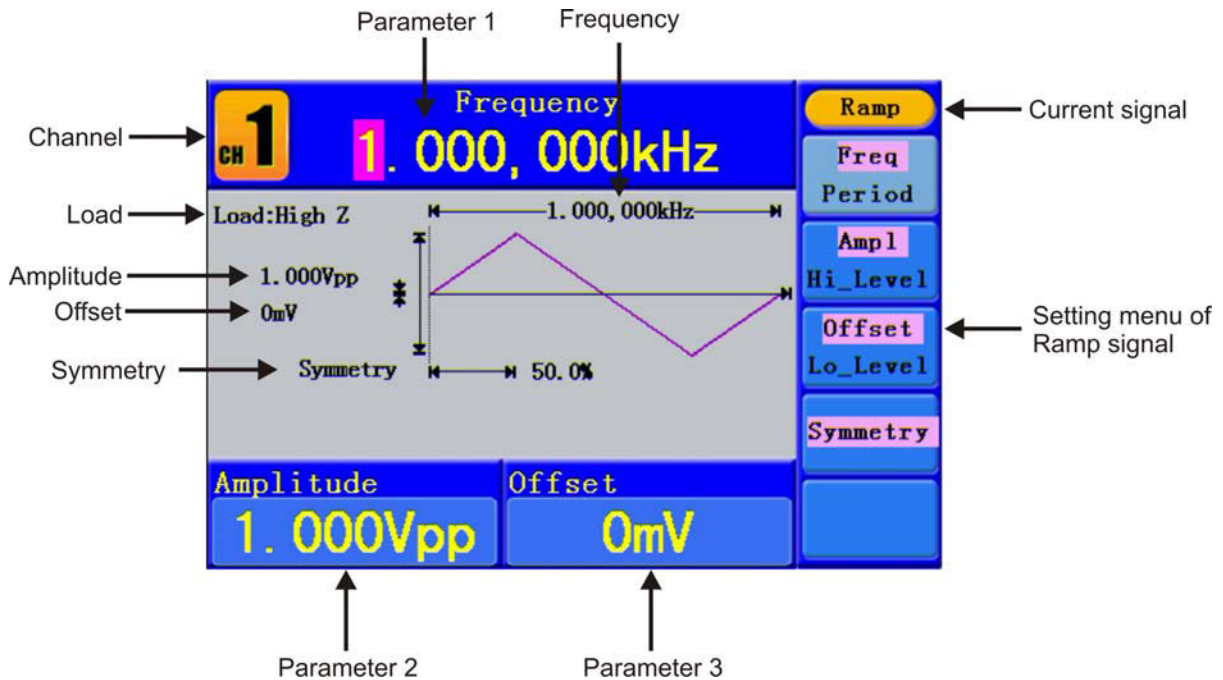 Parameter 1
Frequency
Channel
CH 1
Frequency
1.000,000kHz
Ramp
Current signal
Freq
Period
Load
Load:High Z
1.000,000kHz
Amplitude
1.000Vpp
Ampl
Hi_Level
Offset
0mV
Offset
Lo_Level
Setting menu of
Ramp signal
Symmetry
Symmetry
50.0%
Symmetry
Amplitude
Offset
1.000Vpp
0mV
Parameter 2
Parameter 3